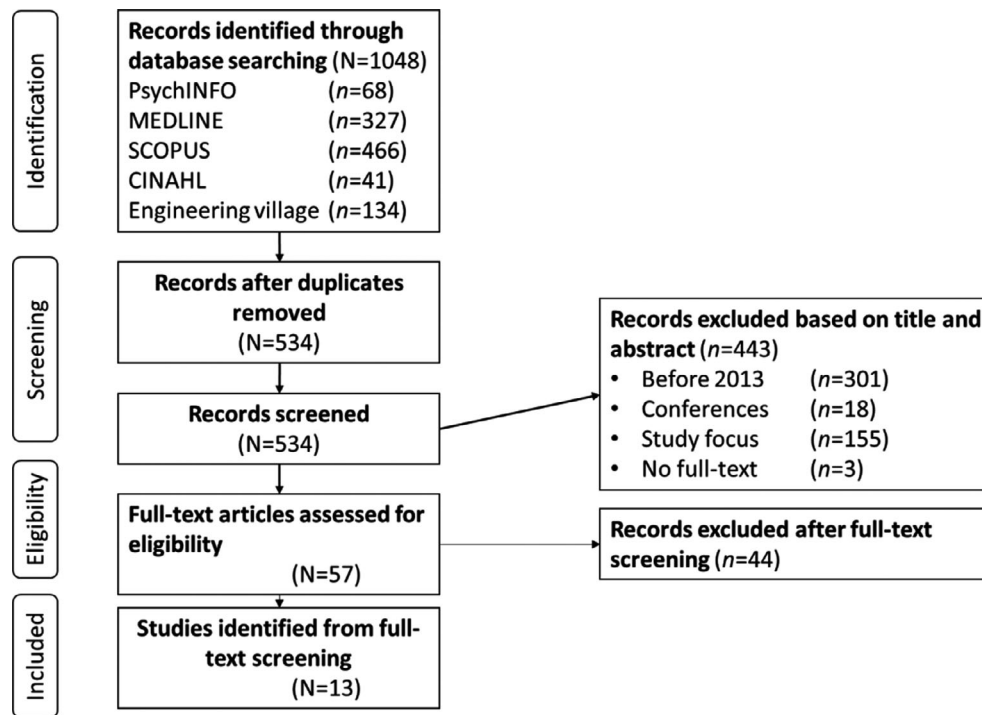 Identification
Records identified through
database searching (N=1048)
PsychINFO (n=68)
MEDLINE (n=327)
SCOPUS (n=466)
CINAHL (n=41)
Engineering village (n=134)
Screening
Records after duplicates
removed
(N=534)
Records screened
(N=534)
Records excluded based on title and
abstract (n=443)
• Before 2013 (n=301)
• Conferences (n=18)
• Study focus (n=155)
• No full-text (n=3)
Eligibility
Full-text articles assessed for
eligibility
(N=57)
Records excluded after full-text
screening (n=44)
Included
Studies identified from full-
text screening
(N=13)